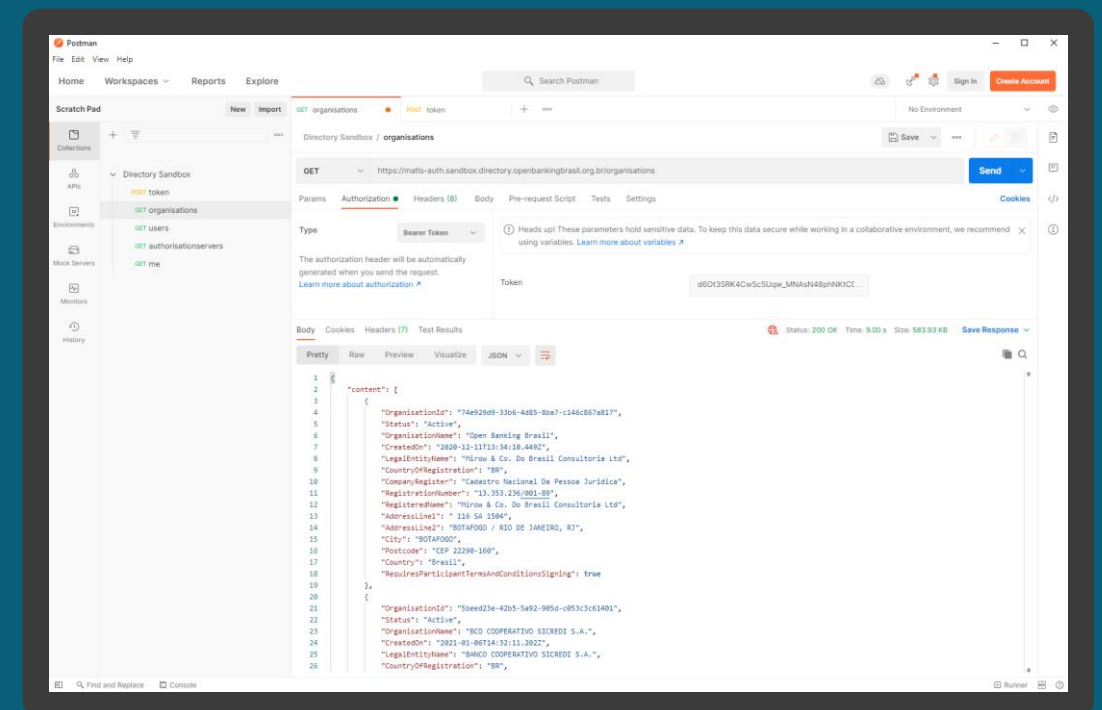 Postman
File Edit View Help
Home Workspaces Reports Explore
Search Postman
Sign In Create Account
Scratch Pad New Import
GET organisations POST token
No Environment
Collections
APIs
Environments
Mock Servers
Monitors
History
Directory Sandbox
POST token
GET organisations
GET users
GET authorisationservers
GET me
Directory Sandbox / organisations
Save
GET https://matls-auth.sandbox.directory.openbankingbrasil.org.br/organisations
Send
Params Authorization Headers (8) Body Pre-request Script Tests Settings
Cookies
Type Bearer Token
The authorization header will be automatically
generated when you send the request.
Learn more about authorization
Heads up! These parameters hold sensitive data. To keep this data secure while working in a collaborative environment, we recommend
using variables. Learn more about variables
Token
Body Cookies Headers (7) Test Results
Status: 200 OK Time: 9.00 s Size: 583.93 KB Save Response
Pretty Raw Preview Visualize JSON
1 {
2 "content": [
3 {
4 "OrganisationId": "74e929d9-33b6-4d85-8ba7-c146c867a817",
5 "Status": "Active",
6 "OrganisationName": "Open Banking Brasil",
7 "CreatedOn": "2020-12-11T13:34:10.449Z",
8 "LegalEntityName": "Mirow & Co. Do Brasil Consultoria Ltd",
9 "CountryOfRegistration": "BR",
10 "CompanyRegister": "Cadastro Nacional Da Pessoa Juridica",
11 "RegistrationNumber": "13.353.236/001-89",
12 "RegisteredName": "Mirow & Co. Do Brasil Consultoria Ltd",
13 "AddressLine1": " 116 SA 1504",
14 "AddressLine2": "BOTAFOGO / RIO DE JANEIRO, RJ",
15 "City": "BOTAFOGO",
16 "Postcode": "CEP 22290-160",
17 "Country": "Brasil",
18 "RequiresParticipantTermsAndConditionsSigning": true
19 },
20 {
21 "OrganisationId": "5beed23e-42b5-5a92-905d-c053c3c61401",
22 "Status": "Active",
23 "OrganisationName": "BCO COOPERATIVO SICREDI S.A.",
24 "CreatedOn": "2021-01-06T14:32:11.202Z",
25 "LegalEntityName": "BANCO COOPERATIVO SICREDI S.A.",
26 "CountryOfRegistration": "BR",
Find and Replace Console
Runner